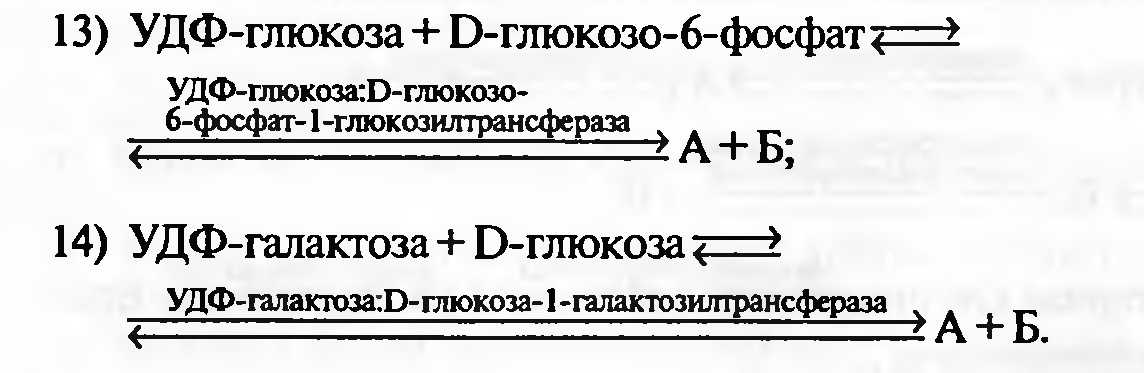 13) УДФ-глюкоза + D-глюкозо-6-фосфат ⇄
УДФ-глюкоза:D-глюкозо-
6-фосфат-1-глюкозилтрансфераза
⇄ А + Б;
14) УДФ-галактоза + D-глюкоза ⇄
УДФ-галактоза:D-глюкоза-1-галактозилтрансфераза
⇄ А + Б.